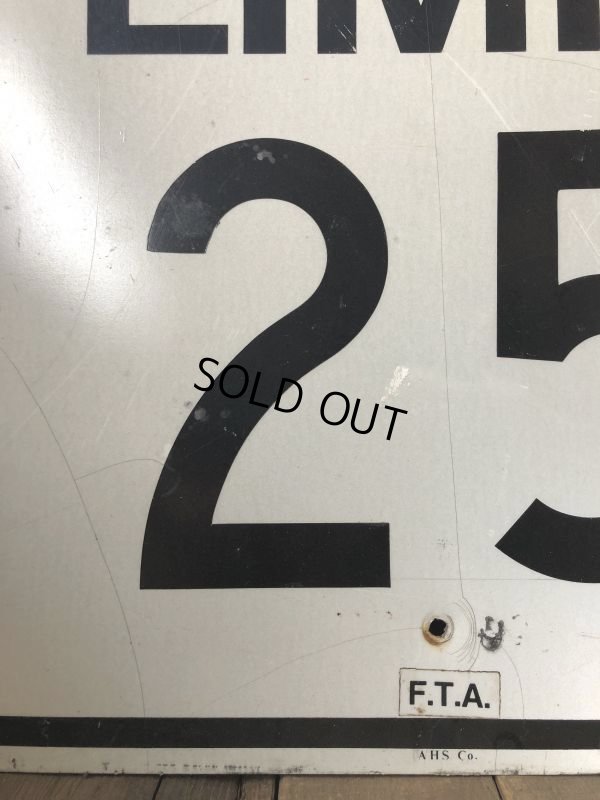 LIMI
25
SOLD OUT
F.T.A.
AHS Co.